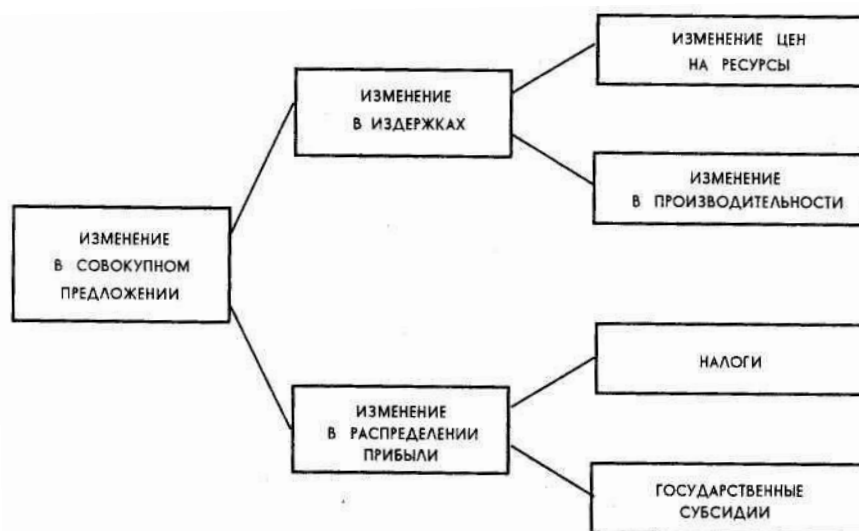 ИЗМЕНЕНИЕ ЦЕН
НА РЕСУРСЫ
ИЗМЕНЕНИЕ
В ИЗДЕРЖКАХ
ИЗМЕНЕНИЕ
В ПРОИЗВОДИТЕЛЬНОСТИ
ИЗМЕНЕНИЕ
В СОВОКУПНОМ
ПРЕДЛОЖЕНИИ
НАЛОГИ
ИЗМЕНЕНИЕ
В РАСПРЕДЕЛЕНИИ
ПРИБЫЛИ
ГОСУДАРСТВЕННЫЕ
СУБСИДИИ